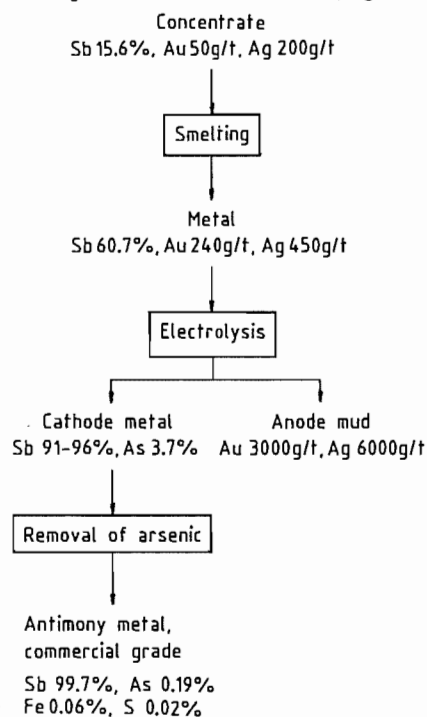 Concentrate
Sb 15.6%, Au 50g/t, Ag 200g/t
Smelting
Metal
Sb 60.7%, Au 240g/t, Ag 450g/t
Electrolysis
Cathode metal
Sb 91-96%, As 3.7%
Anode mud
Au 3000g/t, Ag 6000g/t
Removal of arsenic
Antimony metal,
commercial grade
Sb 99.7%, As 0.19%
Fe 0.06%, S 0.02%